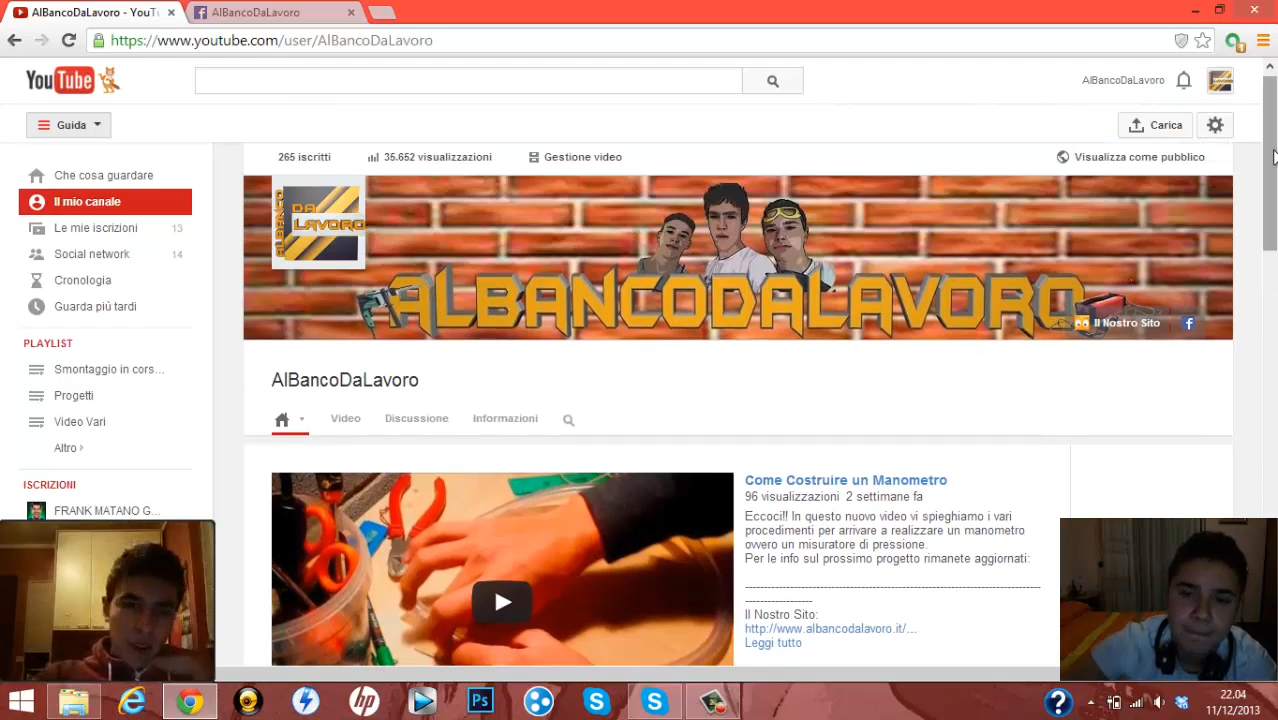 AlBancoDaLavoro - YouTu
AlBancoDaLavoro
https://www.youtube.com/user/AlBancoDaLavoro
YouTube
AlBancoDaLavoro
Guida
Carica
265 iscritti
35.652 visualizzazioni
Gestione video
Visualizza come pubblico
Che cosa guardare
Il mio canale
Le mie iscrizioni 13
Social network 14
Cronologia
Guarda più tardi
PLAYLIST
Smontaggio in cors...
Progetti
Video Vari
Altro ›
ISCRIZIONI
FRANK MATANO G...
DA
LAVORO
ALBANCODALAVORO
Il Nostro Sito
AlBancoDaLavoro
Video
Discussione
Informazioni
Come Costruire un Manometro
96 visualizzazioni 2 settimane fa
Eccoci!! In questo nuovo video vi spieghiamo i vari
procedimenti per arrivare a realizzare un manometro
ovvero un misuratore di pressione.
Per le info sul prossimo progetto rimanete aggiornati:
Il Nostro Sito:
http://www.albancodalavoro.it/...
Leggi tutto
22.04
11/12/2013